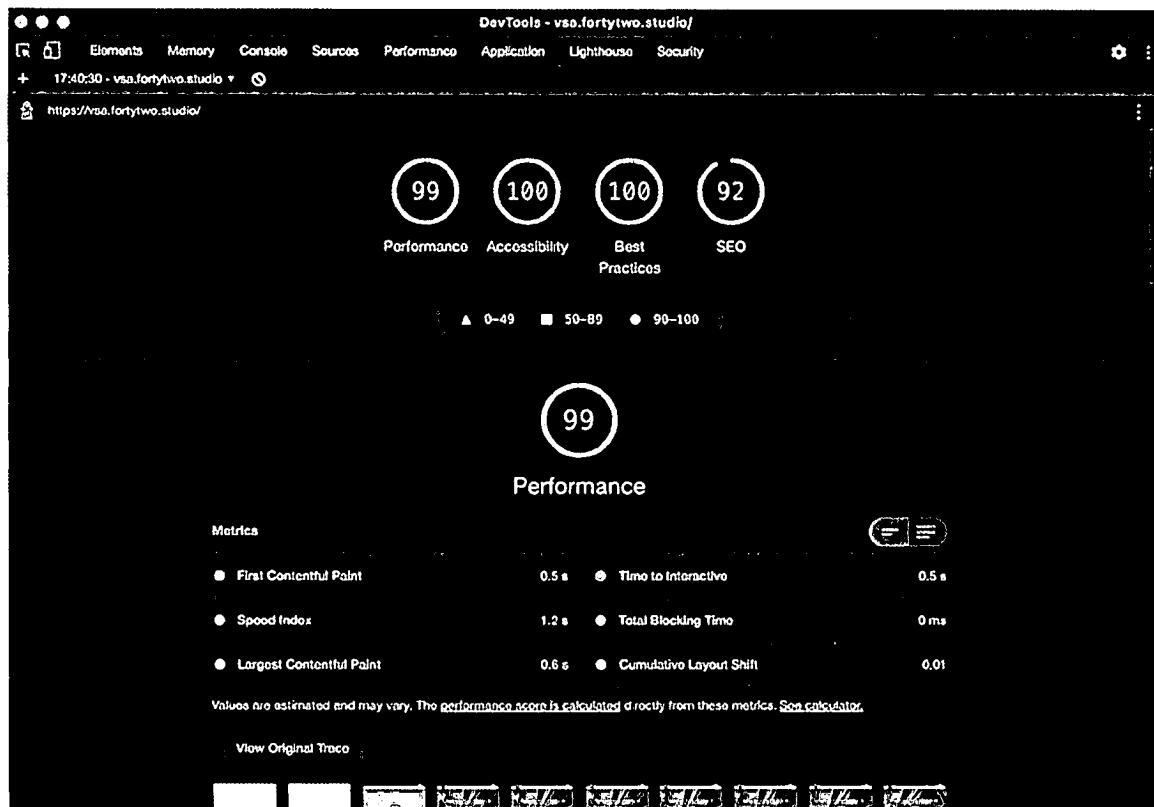 DevTools - vsa.fortytwo.studio/
Elements Memory Console Sources Performance Application Lighthouse Security
+ 17:40:30 - vsa.fortytwo.studio
https://vsa.fortytwo.studio/
99 100 100 92
Performance Accessibility Best Practices SEO
0–49 50–89 90–100
99
Performance
Metrics
First Contentful Paint 0.5 s Time to Interactive 0.5 s
Speed Index 1.2 s Total Blocking Time 0 ms
Largest Contentful Paint 0.6 s Cumulative Layout Shift 0.01
Values are estimated and may vary. The performance score is calculated directly from these metrics. See calculator.
View Original Trace